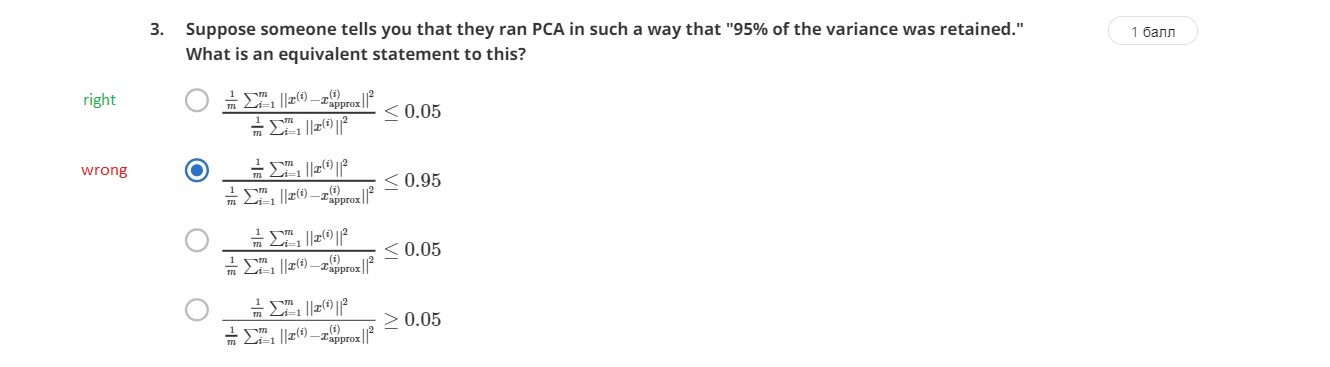 3. Suppose someone tells you that they ran PCA in such a way that "95% of the variance was retained."
1 балл
What is an equivalent statement to this?
right
\frac{\frac{1}{m} \sum_{i=1}^{m} ||x^{(i)} - x_{\text{approx}}^{(i)}||^2}{\frac{1}{m} \sum_{i=1}^{m} ||x^{(i)}||^2} \leq 0.05
wrong
\frac{\frac{1}{m} \sum_{i=1}^{m} ||x^{(i)}||^2}{\frac{1}{m} \sum_{i=1}^{m} ||x^{(i)} - x_{\text{approx}}^{(i)}||^2} \leq 0.95
\frac{\frac{1}{m} \sum_{i=1}^{m} ||x^{(i)}||^2}{\frac{1}{m} \sum_{i=1}^{m} ||x^{(i)} - x_{\text{approx}}^{(i)}||^2} \leq 0.05
\frac{\frac{1}{m} \sum_{i=1}^{m} ||x^{(i)}||^2}{\frac{1}{m} \sum_{i=1}^{m} ||x^{(i)} - x_{\text{approx}}^{(i)}||^2} \geq 0.05